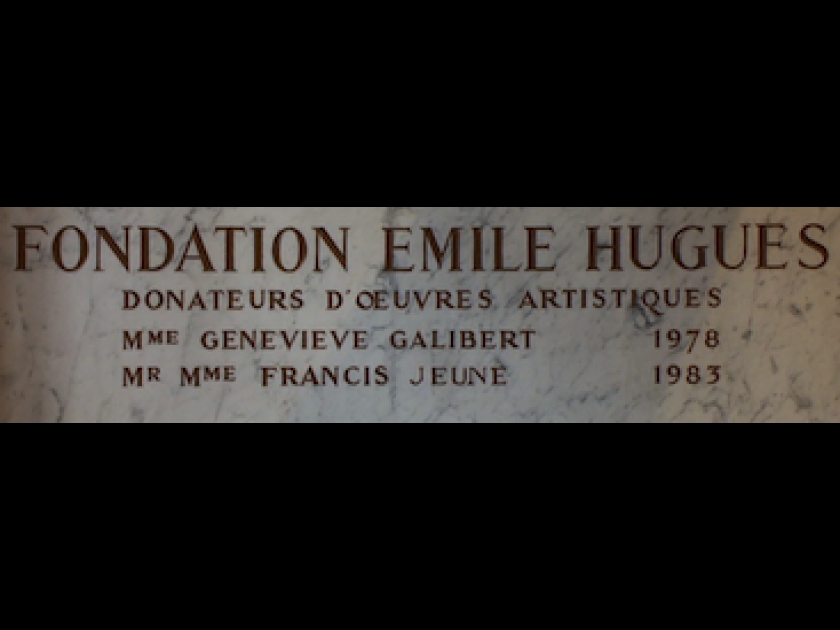 FONDATION EMILE HUGUES
DONATEURS D'ŒUVRES ARTISTIQUES
MME GENEVIEVE GALIBERT 1978
MR MME FRANCIS JEUNE 1983